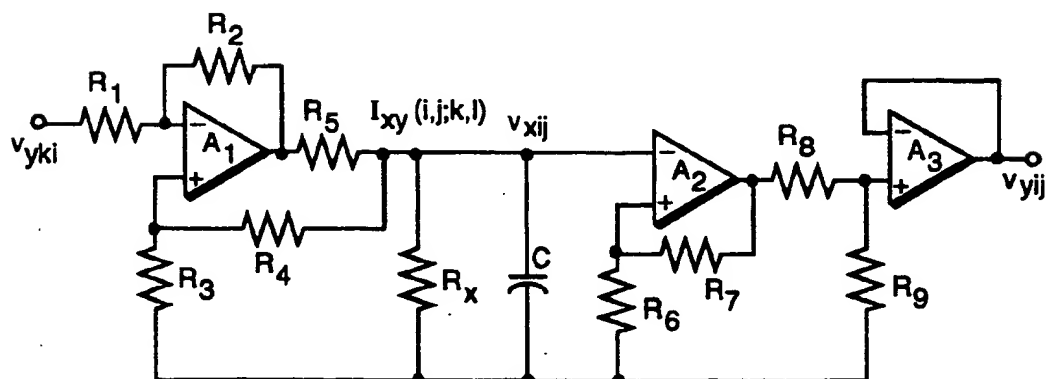 R2
R1
vyki
A1
R5
Ixy (i,j;k,l)
vxij
R3
R4
Rx
C
A2
R6
R7
R8
A3
vyij
R9